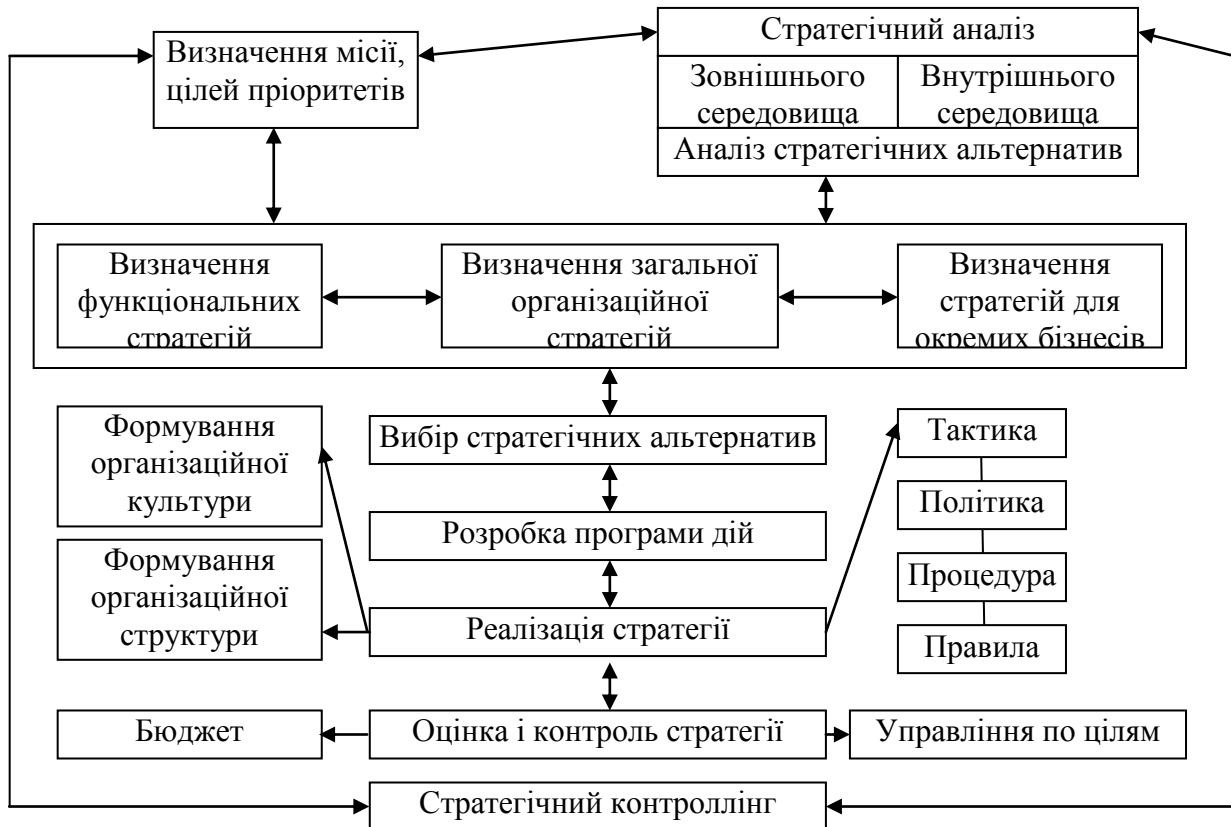 Визначення місії,
цілей пріоритетів
Стратегічний аналіз
Зовнішнього
середовища
Внутрішнього
середовища
Аналіз стратегічних альтернатив
Визначення
функціональних
стратегій
Визначення загальної
організаційної
стратегій
Визначення
стратегій для
окремих бізнесів
Формування
організаційної
культури
Вибір стратегічних альтернатив
Тактика
Політика
Розробка програми дій
Формування
організаційної
структури
Процедура
Реалізація стратегії
Правила
Бюджет
Оцінка і контроль стратегії
Управління по цілям
Стратегічний контроллінг